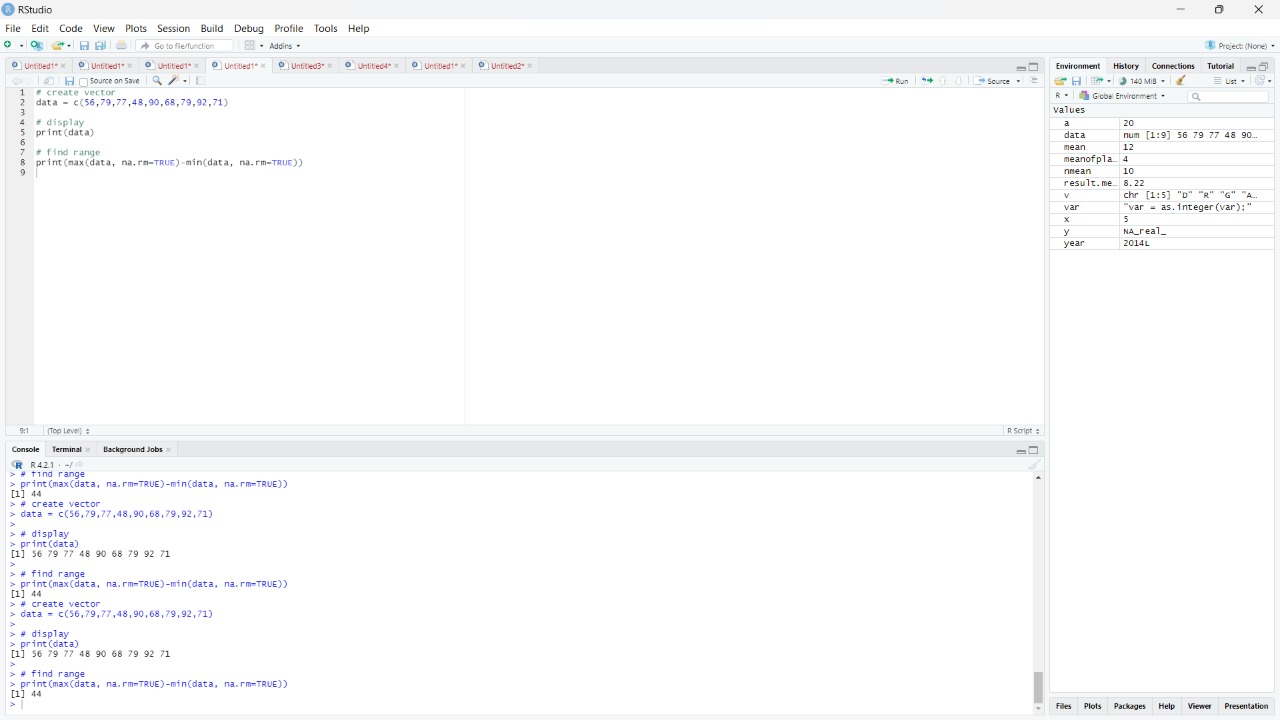 RStudio
File Edit Code View Plots Session Build Debug Profile Tools Help
Go to file/function Addins Project: (None)
Untitled1* Untitled1* Untitled1* Untitled1* Untitled3* Untitled4* Untitled1* Untitled2*
Source on Save Run Source
1 # create vector
2 data = c(56,79,77,48,90,68,79,92,71)
3
4 # display
5 print(data)
6
7 # find range
8 print(max(data, na.rm=TRUE)-min(data, na.rm=TRUE))
9
9:1 (Top Level) R Script
Console Terminal Background Jobs
R 4.2.1 · ~/
> # find range
> print(max(data, na.rm=TRUE)-min(data, na.rm=TRUE))
[1] 44
> # create vector
> data = c(56,79,77,48,90,68,79,92,71)
>
> # display
> print(data)
[1] 56 79 77 48 90 68 79 92 71
>
> # find range
> print(max(data, na.rm=TRUE)-min(data, na.rm=TRUE))
[1] 44
> # create vector
> data = c(56,79,77,48,90,68,79,92,71)
>
> # display
> print(data)
[1] 56 79 77 48 90 68 79 92 71
>
> # find range
> print(max(data, na.rm=TRUE)-min(data, na.rm=TRUE))
[1] 44
>
Environment History Connections Tutorial
140 MiB List
R Global Environment
Values
a 20
data num [1:9] 56 79 77 48 90…
mean 12
meanofpla… 4
nmean 10
result.me… 8.22
v chr [1:5] "D" "R" "G" "A…
var "var = as.integer(var);"
x 5
y NA_real_
year 2014L
Files Plots Packages Help Viewer Presentation